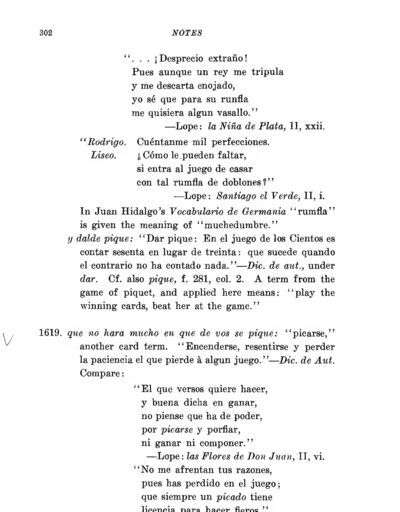 302 NOTES
". . . ¡Desprecio extraño!
Pues aunque un rey me tripula
y me descarta enojado,
yo sé que para su runfla
me quisiera algun vasallo."
—Lope: la Niña de Plata, II, xxii.
"Rodrigo. Cuéntanme mil perfecciones.
Liseo. ¿Cómo le pueden faltar,
si entra al juego de casar
con tal rumfla de doblones?"
—Lope: Santiago el Verde, II, i.
In Juan Hidalgo's Vocabulario de Germania "rumfla"
is given the meaning of "muchedumbre."
y dalde pique: "Dar pique: En el juego de los Cientos es
contar sesenta en lugar de treinta: que sucede quando
el contrario no ha contado nada."—Dic. de aut., under
dar. Cf. also pique, f. 281, col. 2. A term from the
game of piquet, and applied here means: "play the
winning cards, beat her at the game."
1619. que no hara mucho en que de vos se pique: "picarse,"
another card term. "Encenderse, resentirse y perder
la paciencia el que pierde à algun juego."—Dic. de Aut.
Compare:
"El que versos quiere hacer,
y buena dicha en ganar,
no piense que ha de poder,
por picarse y porfiar,
ni ganar ni componer."
—Lope: las Flores de Don Juan, II, vi.
"No me afrentan tus razones,
pues has perdido en el juego;
que siempre un picado tiene
licencia para hacer fieros."